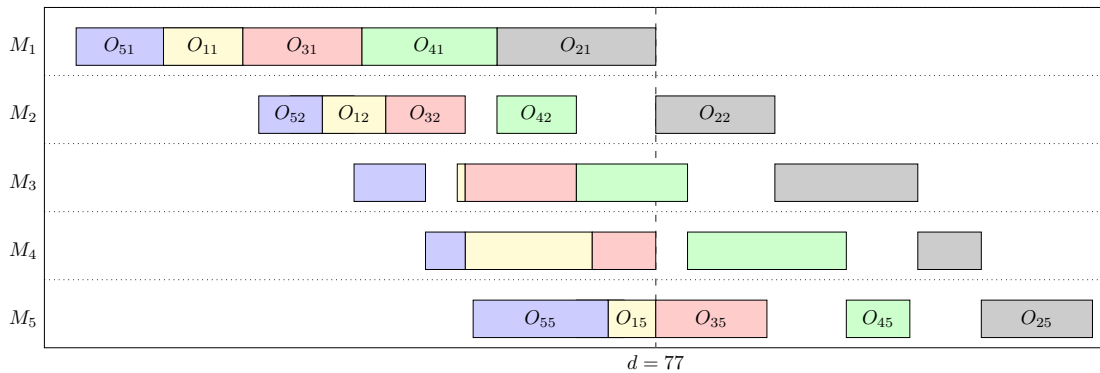 M₁ O₅₁ O₁₁ O₃₁ O₄₁ O₂₁
M₂ O₅₂ O₁₂ O₃₂ O₄₂ O₂₂
M₃
M₄
M₅ O₅₅ O₁₅ O₃₅ O₄₅ O₂₅
d = 77